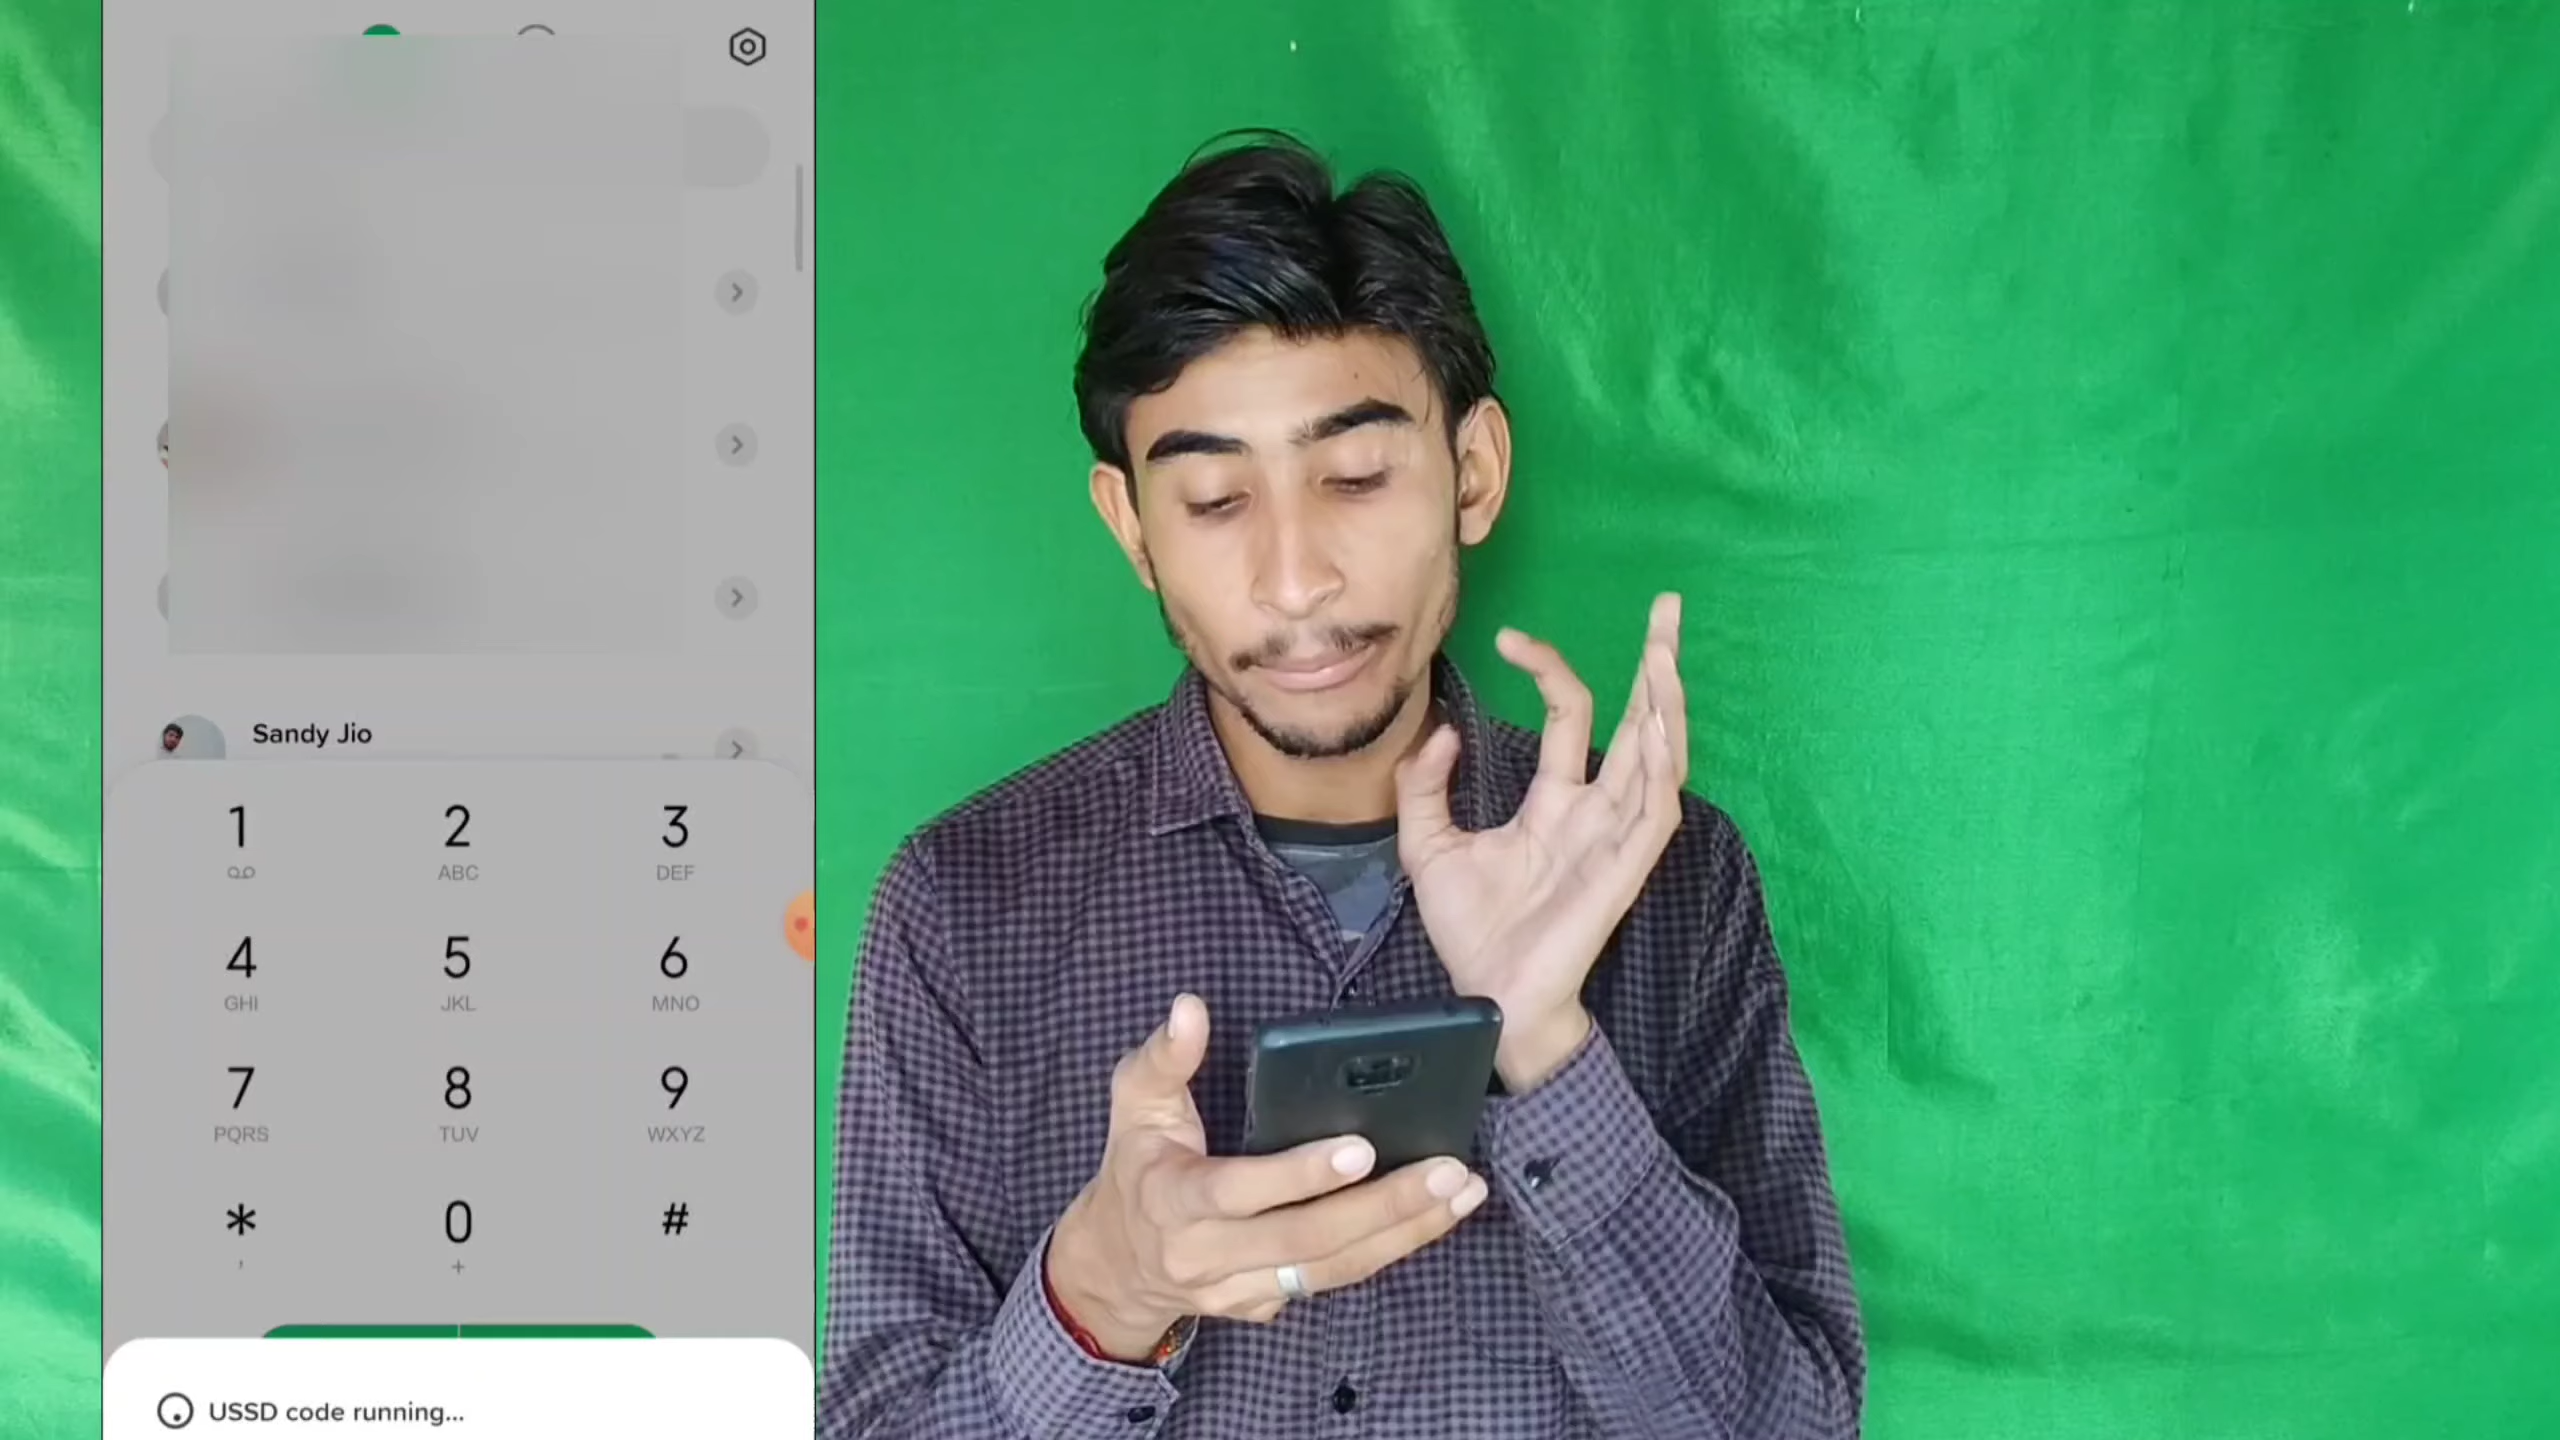 Sandy Jio
1 2 3
ABC DEF
4 5 6
GHI JKL MNO
7 8 9
PQRS TUV WXYZ
* 0 #
, +
USSD code running...